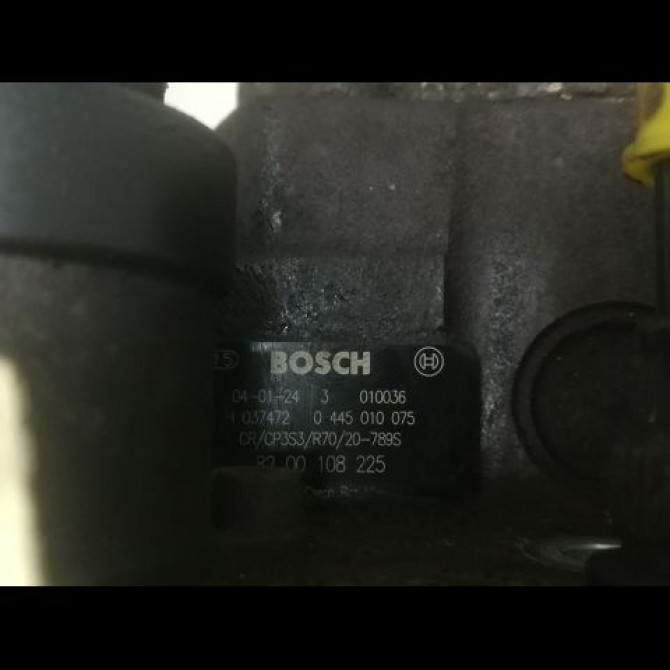 BOSCH
04-01-24 3 010036
H 037472 0 445 010 075
CR/CP3S3/R70/20-789S
82 00 108 225